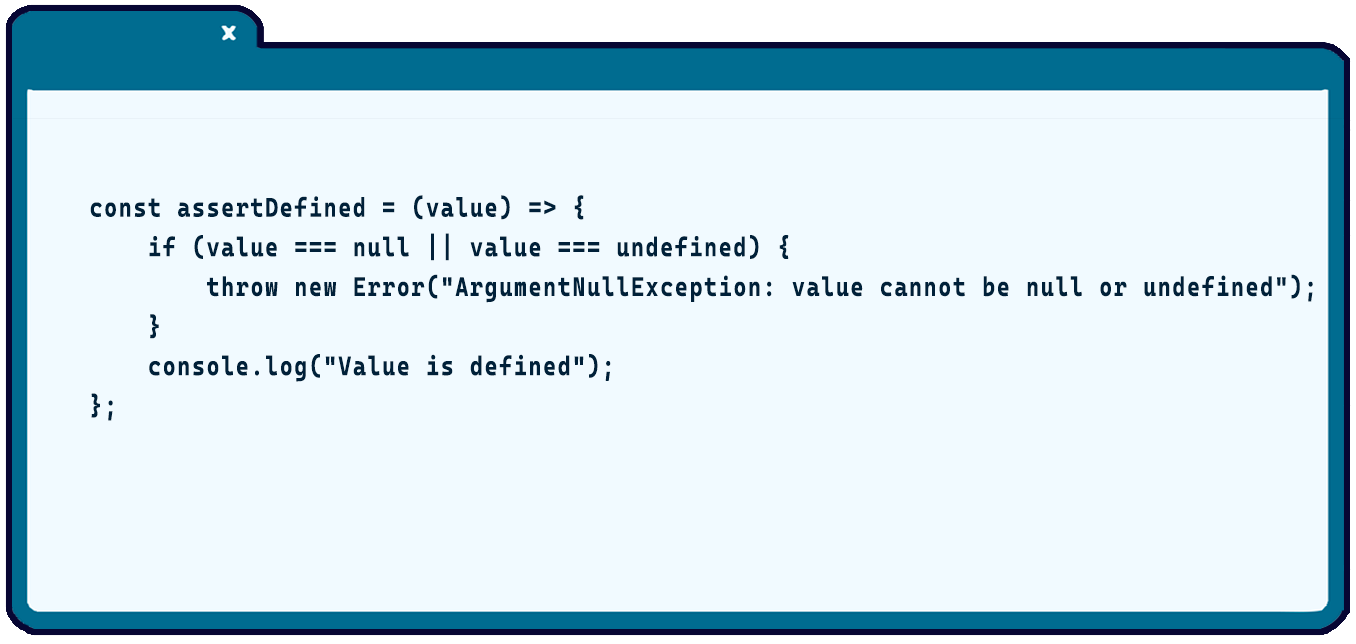 x
const assertDefined = (value) => {
    if (value === null || value === undefined) {
        throw new Error("ArgumentNullException: value cannot be null or undefined");
    }
    console.log("Value is defined");
};